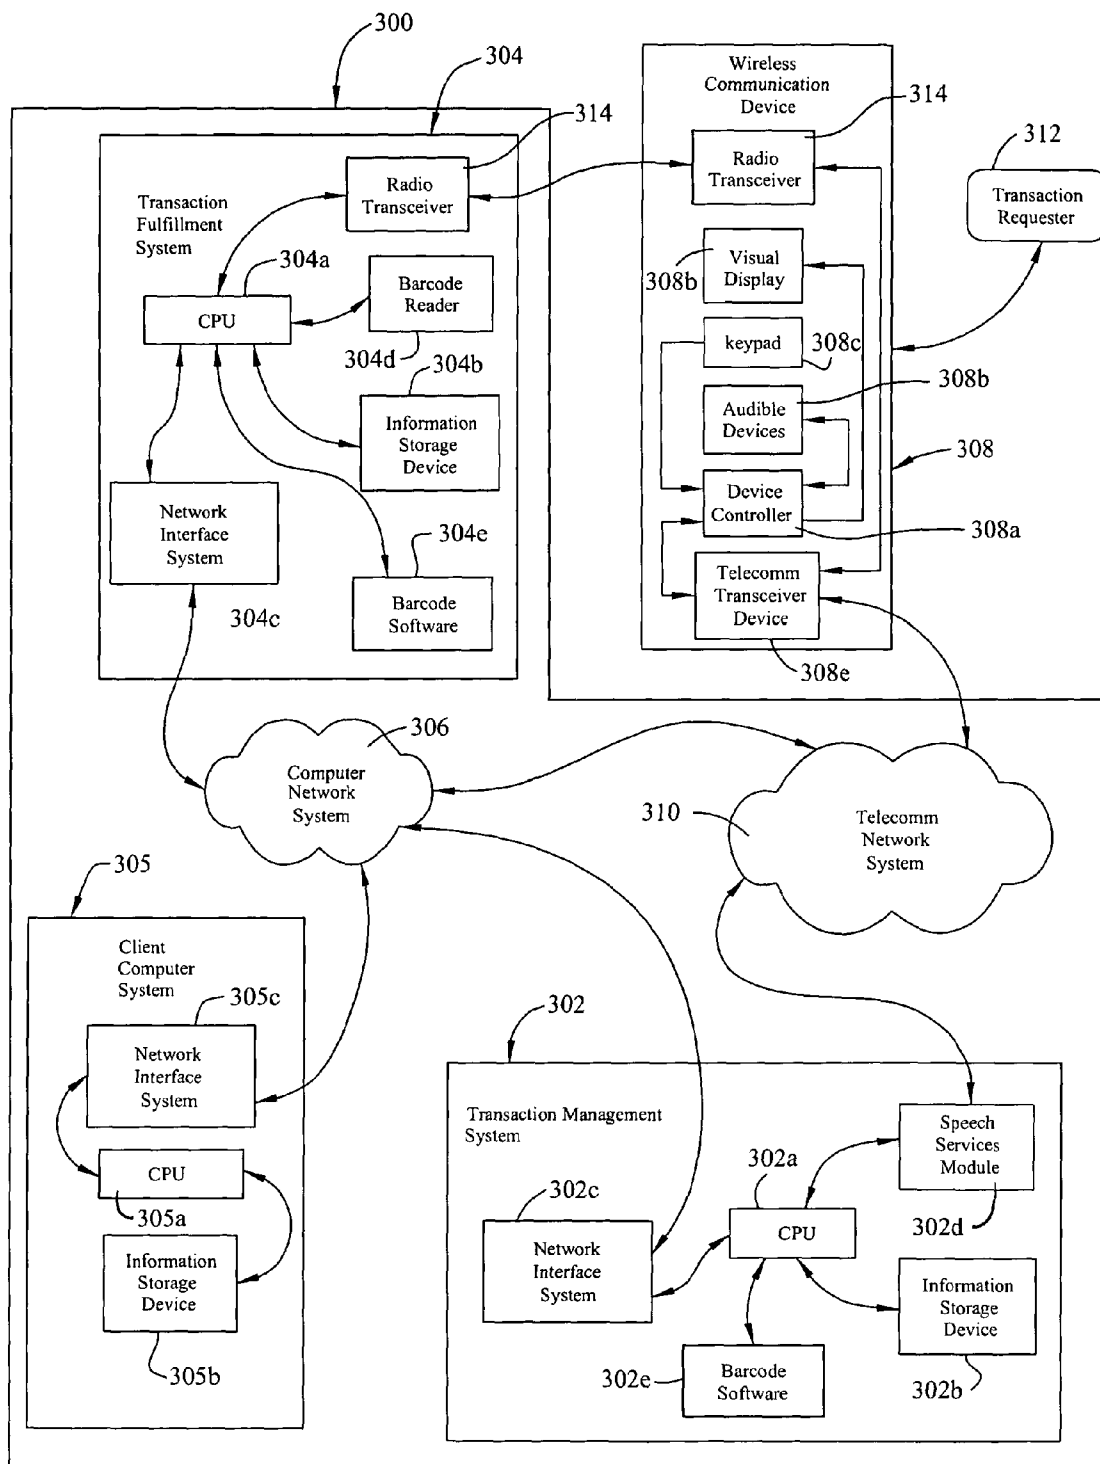 300
304
314
Radio
Transceiver
Transaction
Fulfillment
System
304a
CPU
Barcode
Reader
304d
304b
Information
Storage
Device
Network
Interface
System
304c
304e
Barcode
Software
Wireless
Communication
Device
314
Radio
Transceiver
308b
Visual
Display
keypad
308c
308b
Audible
Devices
308
Device
Controller
308a
Telecomm
Transceiver
Device
308e
312
Transaction
Requester
306
Computer
Network
System
310
Telecomm
Network
System
305
Client
Computer
System
305c
Network
Interface
System
CPU
305a
Information
Storage
Device
305b
302
Transaction Management
System
302c
Network
Interface
System
302a
CPU
Speech
Services
Module
302d
Information
Storage
Device
302b
302e
Barcode
Software